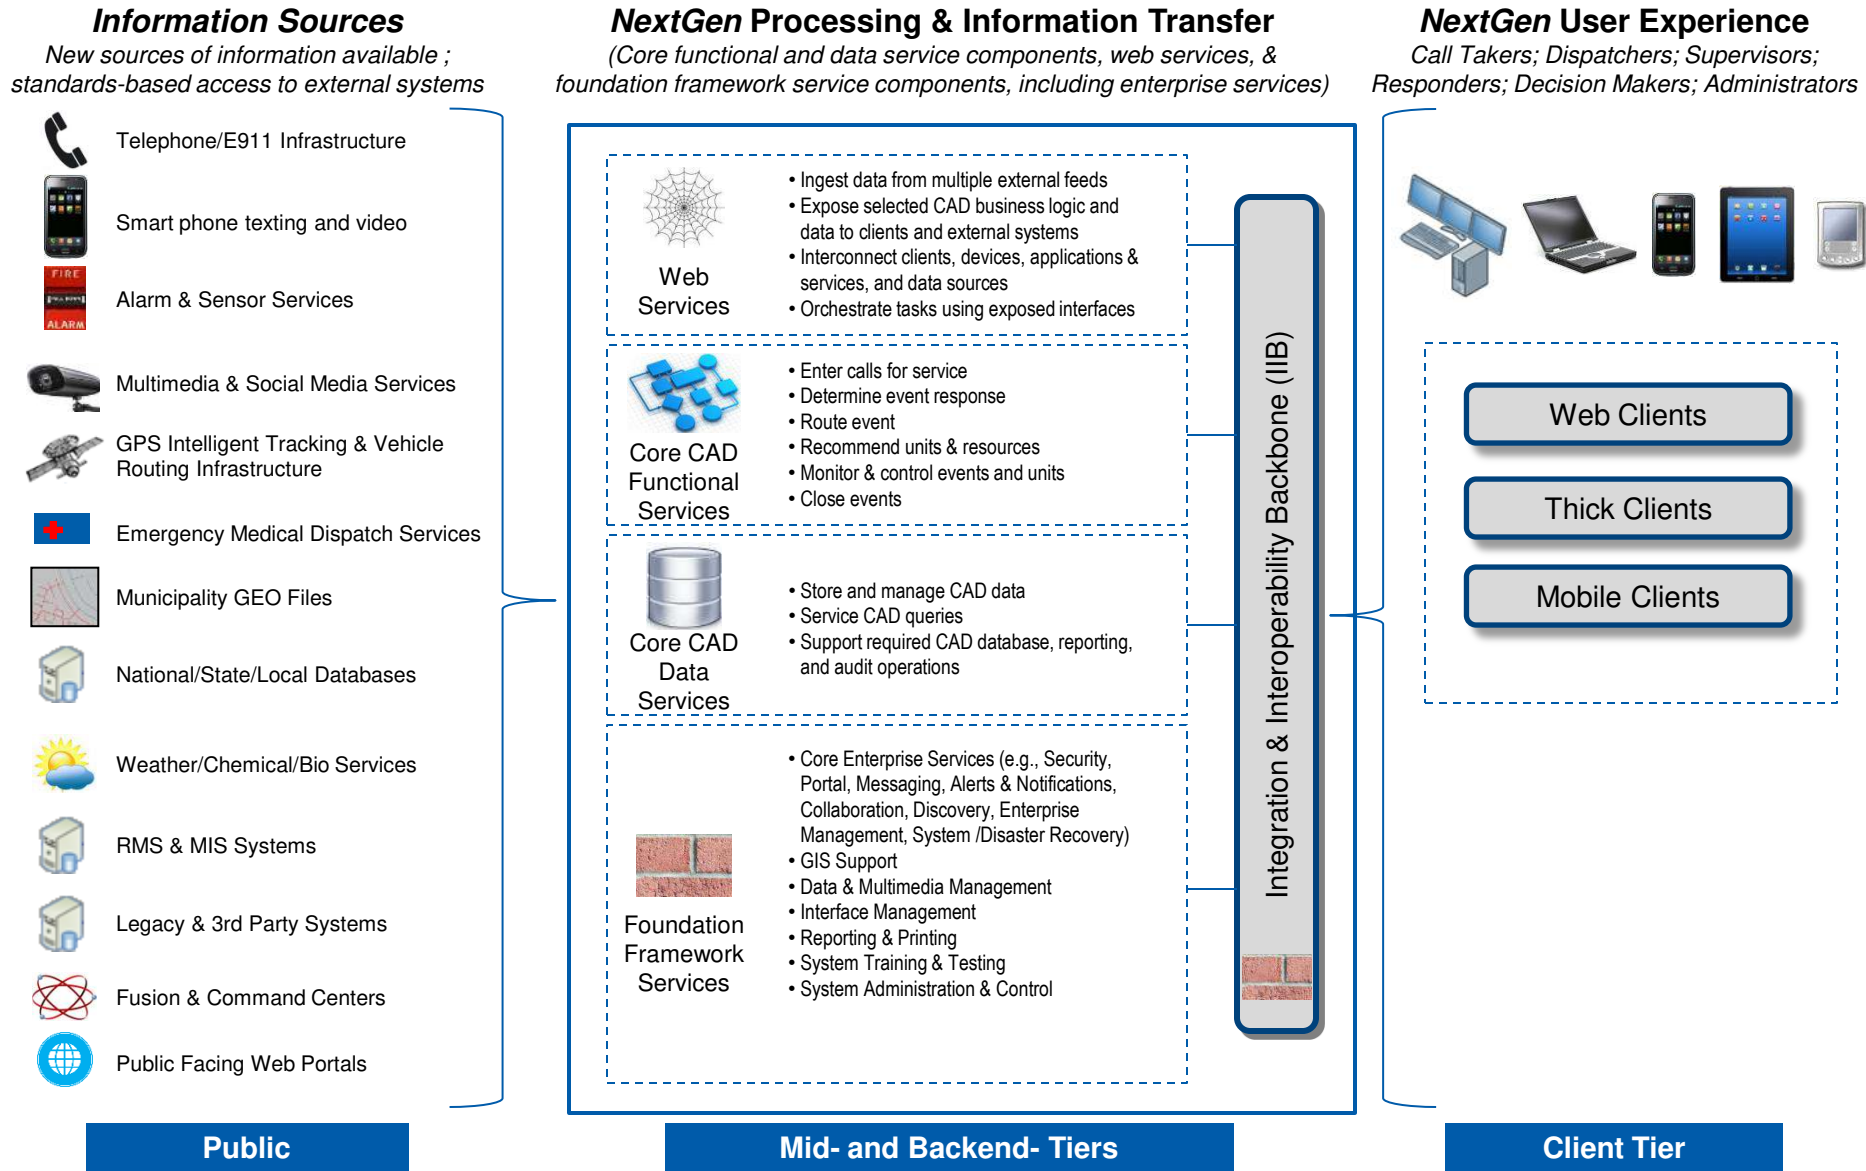 Information Sources
New sources of information available ;
standards-based access to external systems
Telephone/E911 Infrastructure
Smart phone texting and video
FIRE
ALARM
Alarm & Sensor Services
Multimedia & Social Media Services
GPS Intelligent Tracking & Vehicle
Routing Infrastructure
Emergency Medical Dispatch Services
Municipality GEO Files
National/State/Local Databases
Weather/Chemical/Bio Services
RMS & MIS Systems
Legacy & 3rd Party Systems
Fusion & Command Centers
Public Facing Web Portals
Public
NextGen Processing & Information Transfer
(Core functional and data service components, web services, &
foundation framework service components, including enterprise services)
Web
Services
• Ingest data from multiple external feeds
• Expose selected CAD business logic and
data to clients and external systems
• Interconnect clients, devices, applications &
services, and data sources
• Orchestrate tasks using exposed interfaces
Core CAD
Functional
Services
• Enter calls for service
• Determine event response
• Route event
• Recommend units & resources
• Monitor & control events and units
• Close events
Core CAD
Data
Services
• Store and manage CAD data
• Service CAD queries
• Support required CAD database, reporting,
and audit operations
Foundation
Framework
Services
• Core Enterprise Services (e.g., Security,
Portal, Messaging, Alerts & Notifications,
Collaboration, Discovery, Enterprise
Management, System /Disaster Recovery)
• GIS Support
• Data & Multimedia Management
• Interface Management
• Reporting & Printing
• System Training & Testing
• System Administration & Control
Integration & Interoperability Backbone (IIB)
Mid- and Backend- Tiers
NextGen User Experience
Call Takers; Dispatchers; Supervisors;
Responders; Decision Makers; Administrators
Web Clients
Thick Clients
Mobile Clients
Client Tier